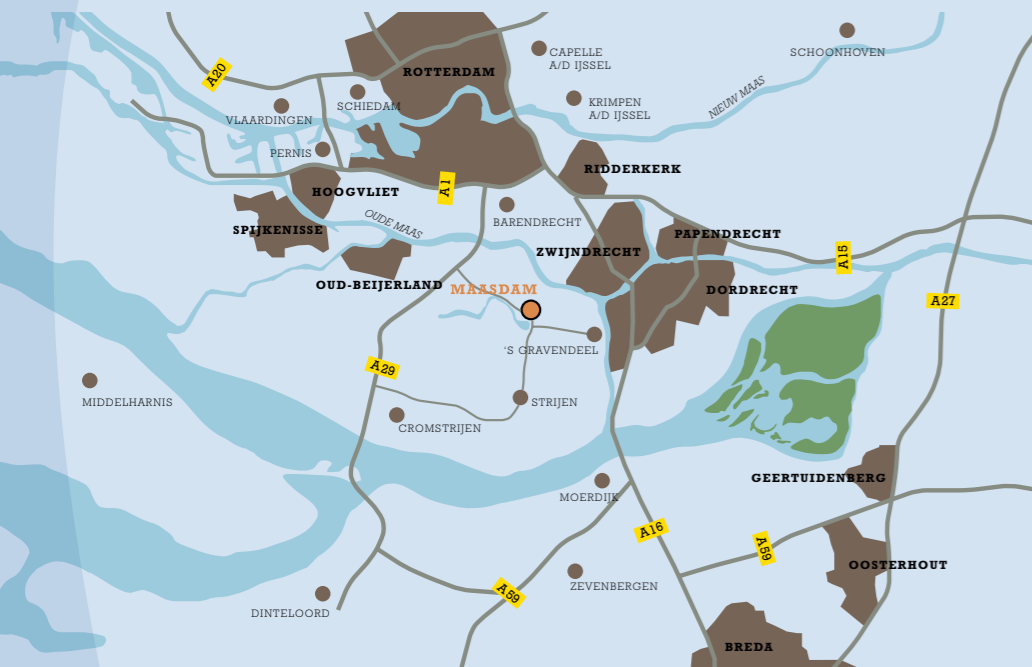 ROTTERDAM
CAPELLE
A/D IJSSEL
SCHOONHOVEN
A20
SCHIEDAM
VLAARDINGEN
KRIMPEN
A/D IJSSEL
NIEUW MAAS
PERNIS
RIDDERKERK
HOOGVLIET
A1
BARENDRECHT
OUDE MAAS
SPIJKENISSE
PAPENDRECHT
ZWIJNDRECHT
A15
OUD-BEIJERLAND
MAASDAM
DORDRECHT
A27
'S GRAVENDEEL
A29
MIDDELHARNIS
STRIJEN
CROMSTRIJEN
GEERTUIDENBERG
MOERDIJK
A16
A59
OOSTERHOUT
ZEVENBERGEN
A59
DINTELOORD
BREDA